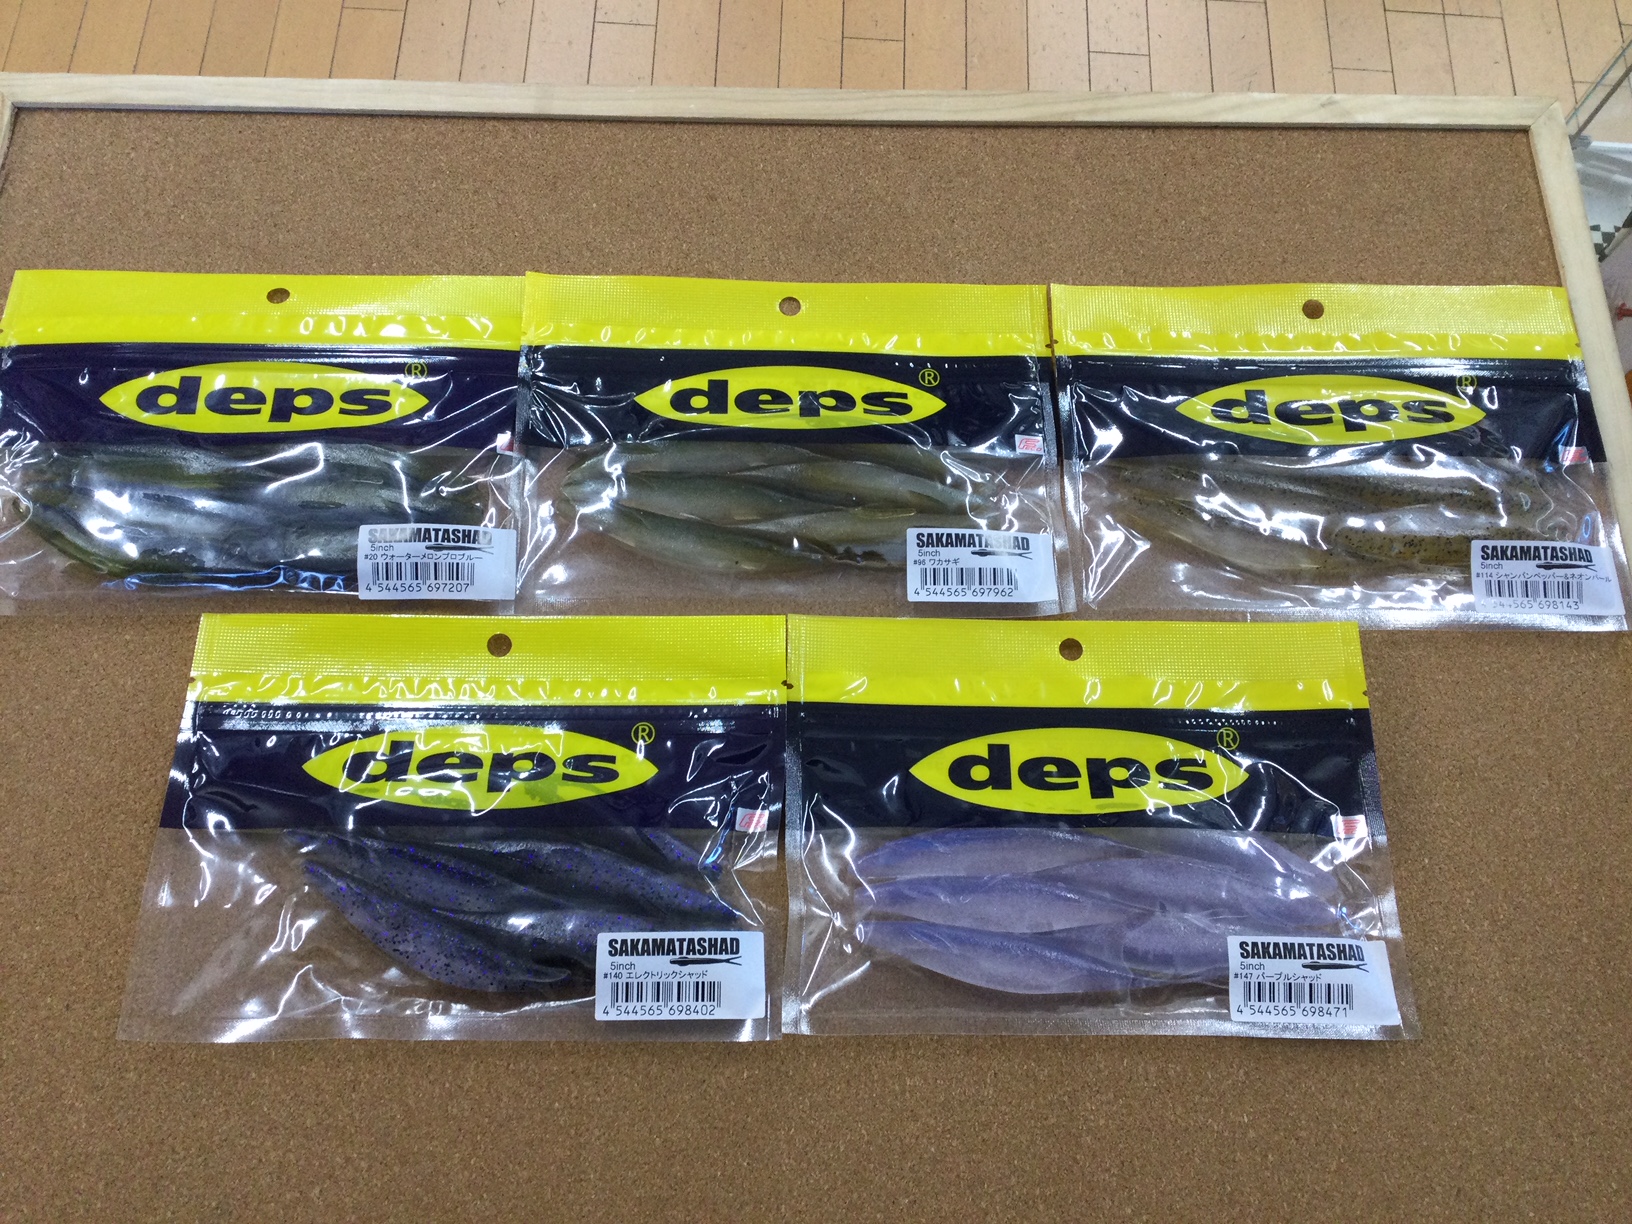 deps®
SAKAMATASHAD
5inch
#20 ウォーターメロンプロブルー
4 544565 697207
deps®
SAKAMATASHAD
5inch
#96 ワカサギ
4 544565 697962
deps®
SAKAMATASHAD
5inch
#114 シャンパンペッパー&ネオンパール
565 698143
deps®
SAKAMATASHAD
5inch
#140 エレクトリックシャッド
4 544565 698402
deps®
SAKAMATASHAD
5inch
#147 パープルシャッド
4 544565 698471